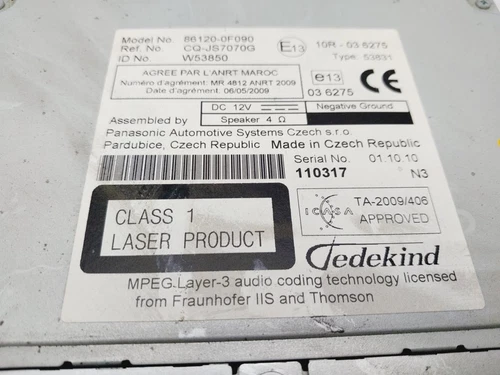 Model No. 86120-0F090
Ref. No. CQ-JS7070G
ID No W53850
E13
10R - 03 6275
Type 53831
AGREE PAR L'ANRT MAROC
Numéro d'agrément: MR 4612 ANRT 2009
Date d'agrément: 06/05/2009
e13
03 6275
CE
DC 12V
Negative Ground
Speaker 4 Ω
Assembled by
Panasonic Automotive Systems Czech s.r.o.
Pardubice, Czech Republic Made in Czech Republic
Serial No. 01.10.10
110317 N3
CLASS 1
LASER PRODUCT
ICASA
TA-2009/406
APPROVED
Tedekind
MPEG-Layer-3 audio coding technology licensed
from Fraunhofer IIS and Thomson